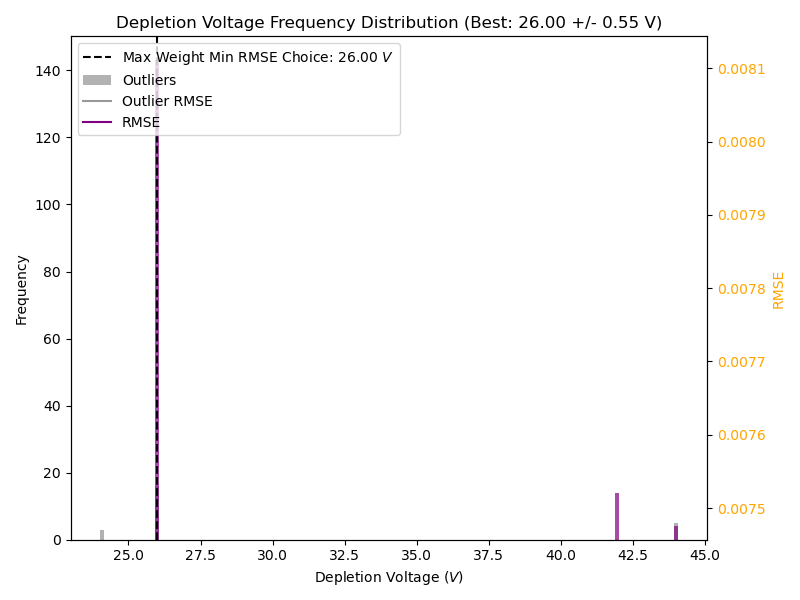 Depletion Voltage Frequency Distribution (Best: 26.00 +/- 0.55 V)
Max Weight Min RMSE Choice: 26.00 V
Outliers
Outlier RMSE
RMSE
140
120
100
80
60
40
20
0
Frequency
0.0081
0.0080
0.0079
0.0078
0.0077
0.0076
0.0075
RMSE
25.0 27.5 30.0 32.5 35.0 37.5 40.0 42.5 45.0
Depletion Voltage (V)